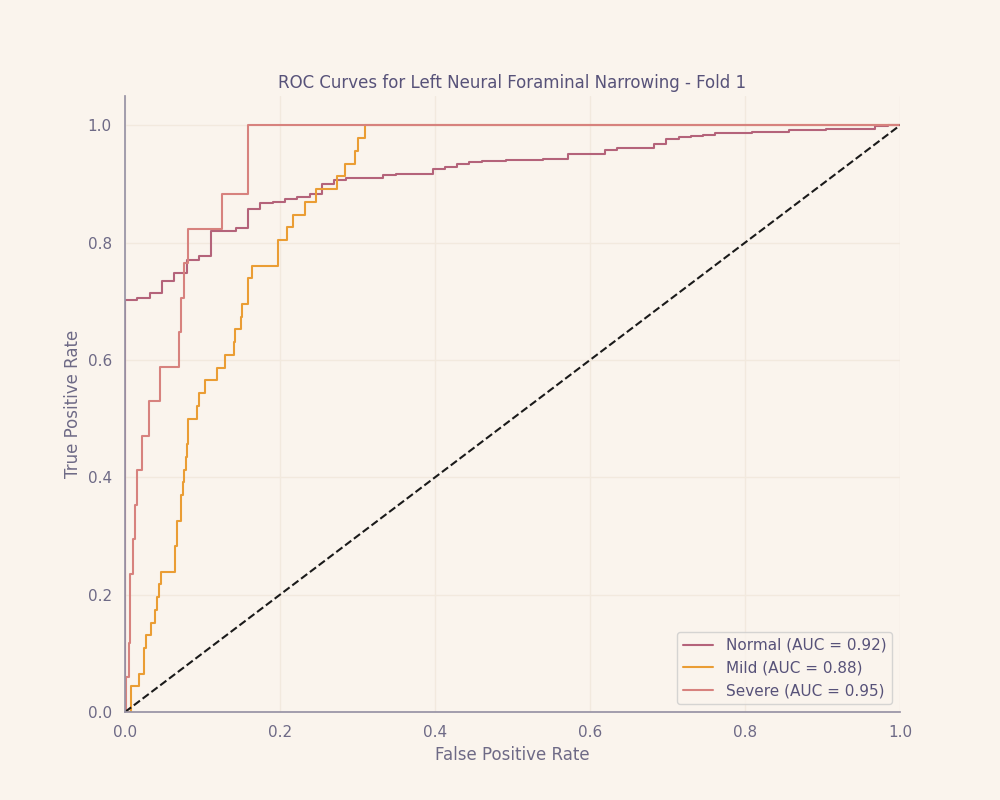 ROC Curves for Left Neural Foraminal Narrowing - Fold 1
True Positive Rate
1.0
0.8
0.6
0.4
0.2
0.0
Normal (AUC = 0.92)
Mild (AUC = 0.88)
Severe (AUC = 0.95)
0.0 0.2 0.4 0.6 0.8 1.0
False Positive Rate